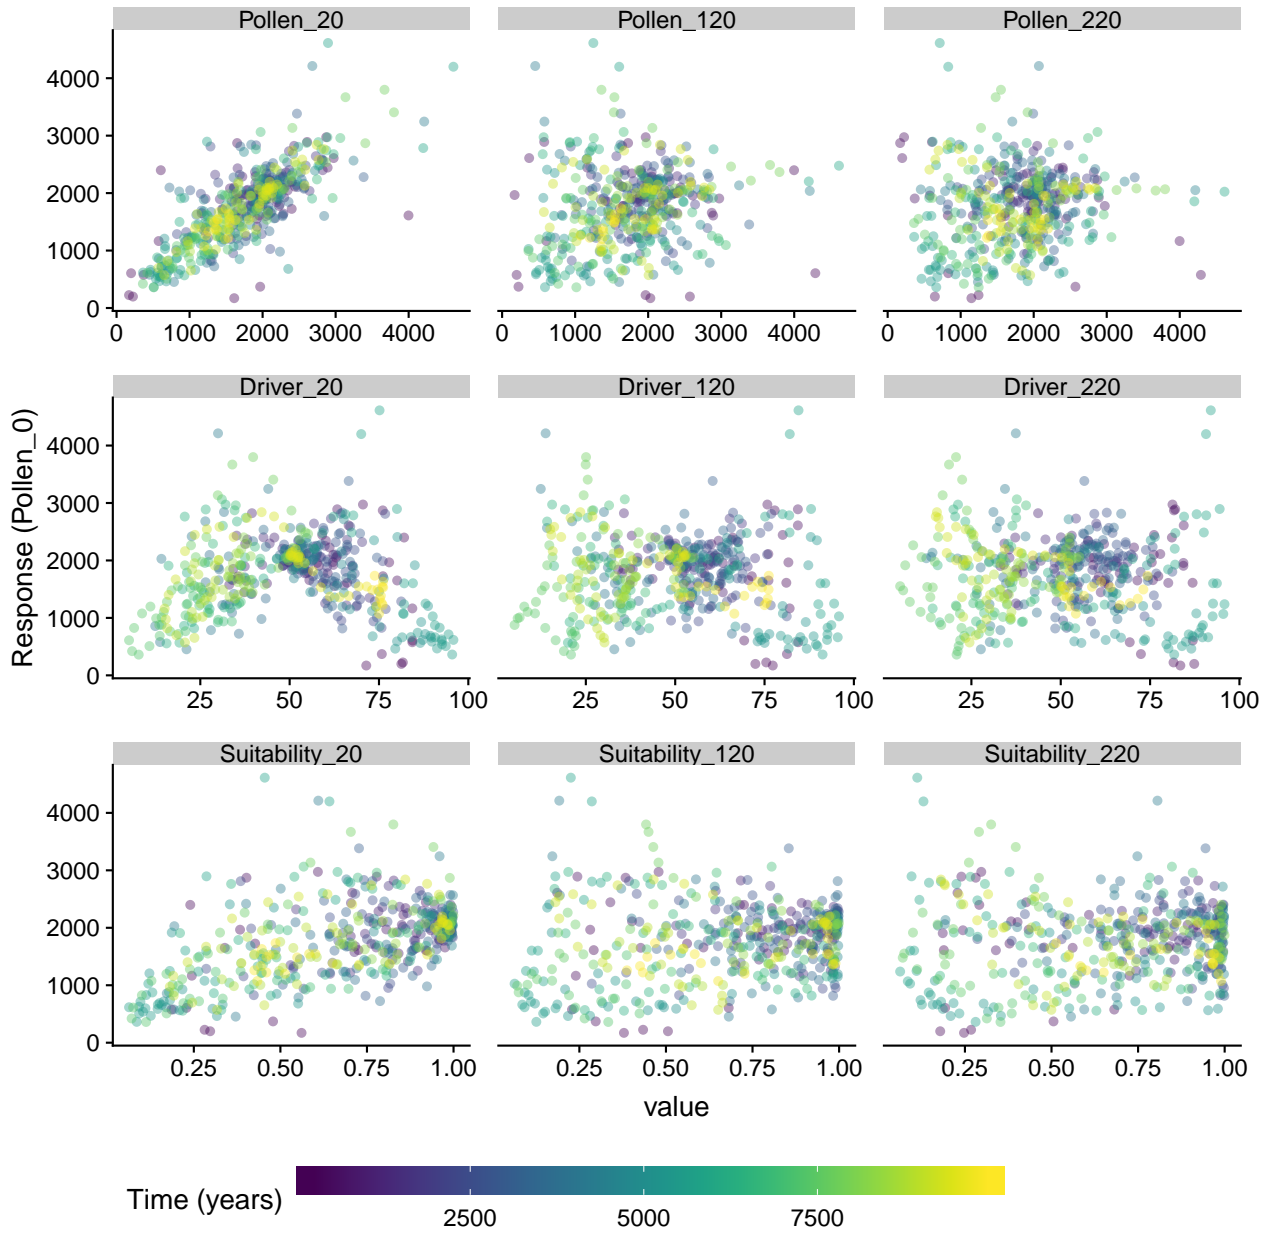 Pollen_20 Pollen_120 Pollen_220
4000
3000
2000
1000
0
0 1000 2000 3000 4000 0 1000 2000 3000 4000 0 1000 2000 3000 4000
Driver_20 Driver_120 Driver_220
Response (Pollen_0)
4000
3000
2000
1000
0
25 50 75 100 25 50 75 100 25 50 75 100
Suitability_20 Suitability_120 Suitability_220
4000
3000
2000
1000
0
0.25 0.50 0.75 1.00 0.25 0.50 0.75 1.00 0.25 0.50 0.75 1.00
value
Time (years)
2500 5000 7500